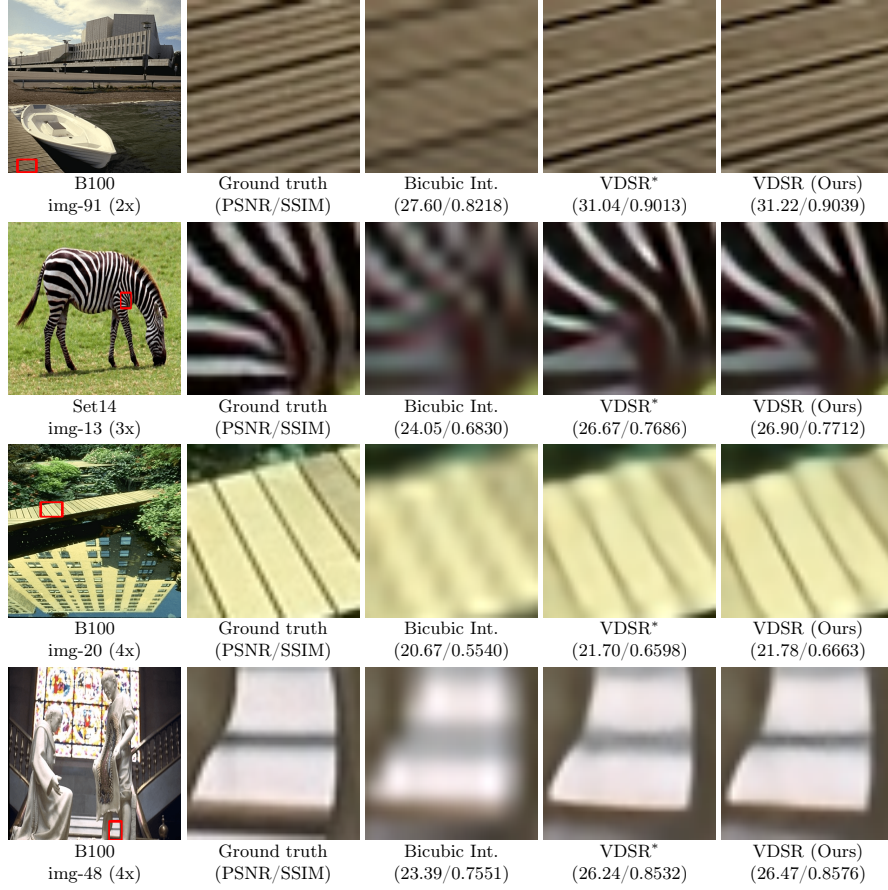 B100 Ground truth Bicubic Int. VDSR* VDSR (Ours)
img-91 (2x) (PSNR/SSIM) (27.60/0.8218) (31.04/0.9013) (31.22/0.9039)
Set14 Ground truth Bicubic Int. VDSR* VDSR (Ours)
img-13 (3x) (PSNR/SSIM) (24.05/0.6830) (26.67/0.7686) (26.90/0.7712)
B100 Ground truth Bicubic Int. VDSR* VDSR (Ours)
img-20 (4x) (PSNR/SSIM) (20.67/0.5540) (21.70/0.6598) (21.78/0.6663)
B100 Ground truth Bicubic Int. VDSR* VDSR (Ours)
img-48 (4x) (PSNR/SSIM) (23.39/0.7551) (26.24/0.8532) (26.47/0.8576)